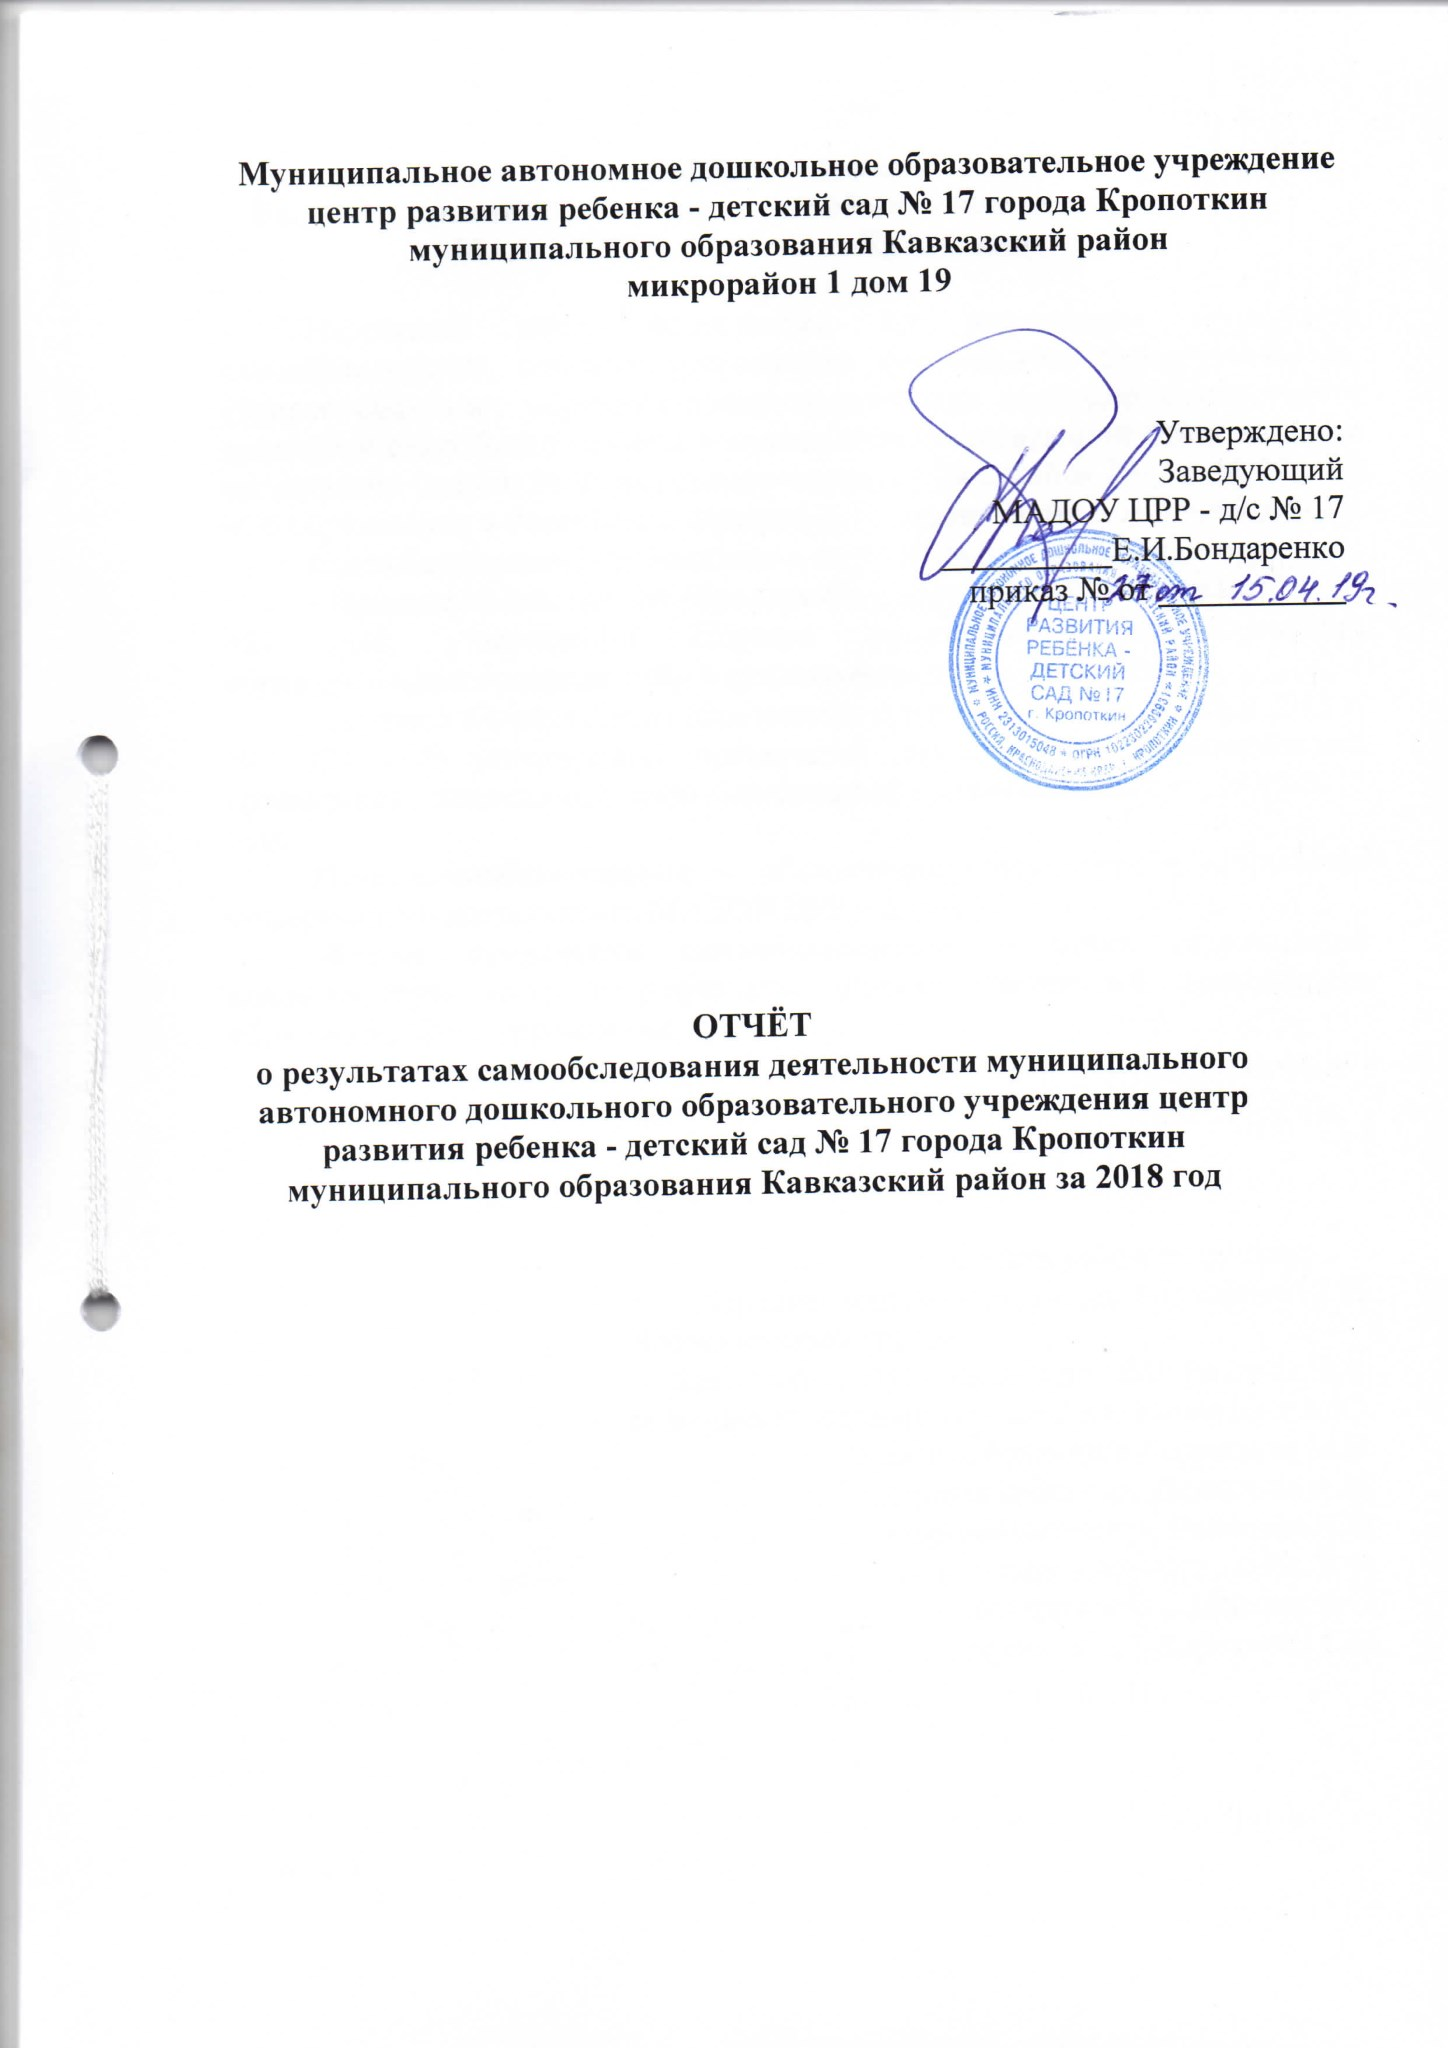 Муниципальное автономное дошкольное образовательное учреждение
центр развития ребенка - детский сад № 17 города Кропоткин
муниципального образования Кавказский район
микрорайон 1 дом 19
Утверждено:
Заведующий
МАДОУ ЦРР - д/с № 17
Е.И.Бондаренко
приказ № от от 15.04.19г.
ЦЕНТР
РАЗВИТИЯ
РЕБЁНКА -
ДЕТСКИЙ
САД №17
г. Кропоткин
ОТЧЁТ
о результатах самообследования деятельности муниципального
автономного дошкольного образовательного учреждения центр
развития ребенка - детский сад № 17 города Кропоткин
муниципального образования Кавказский район за 2018 год